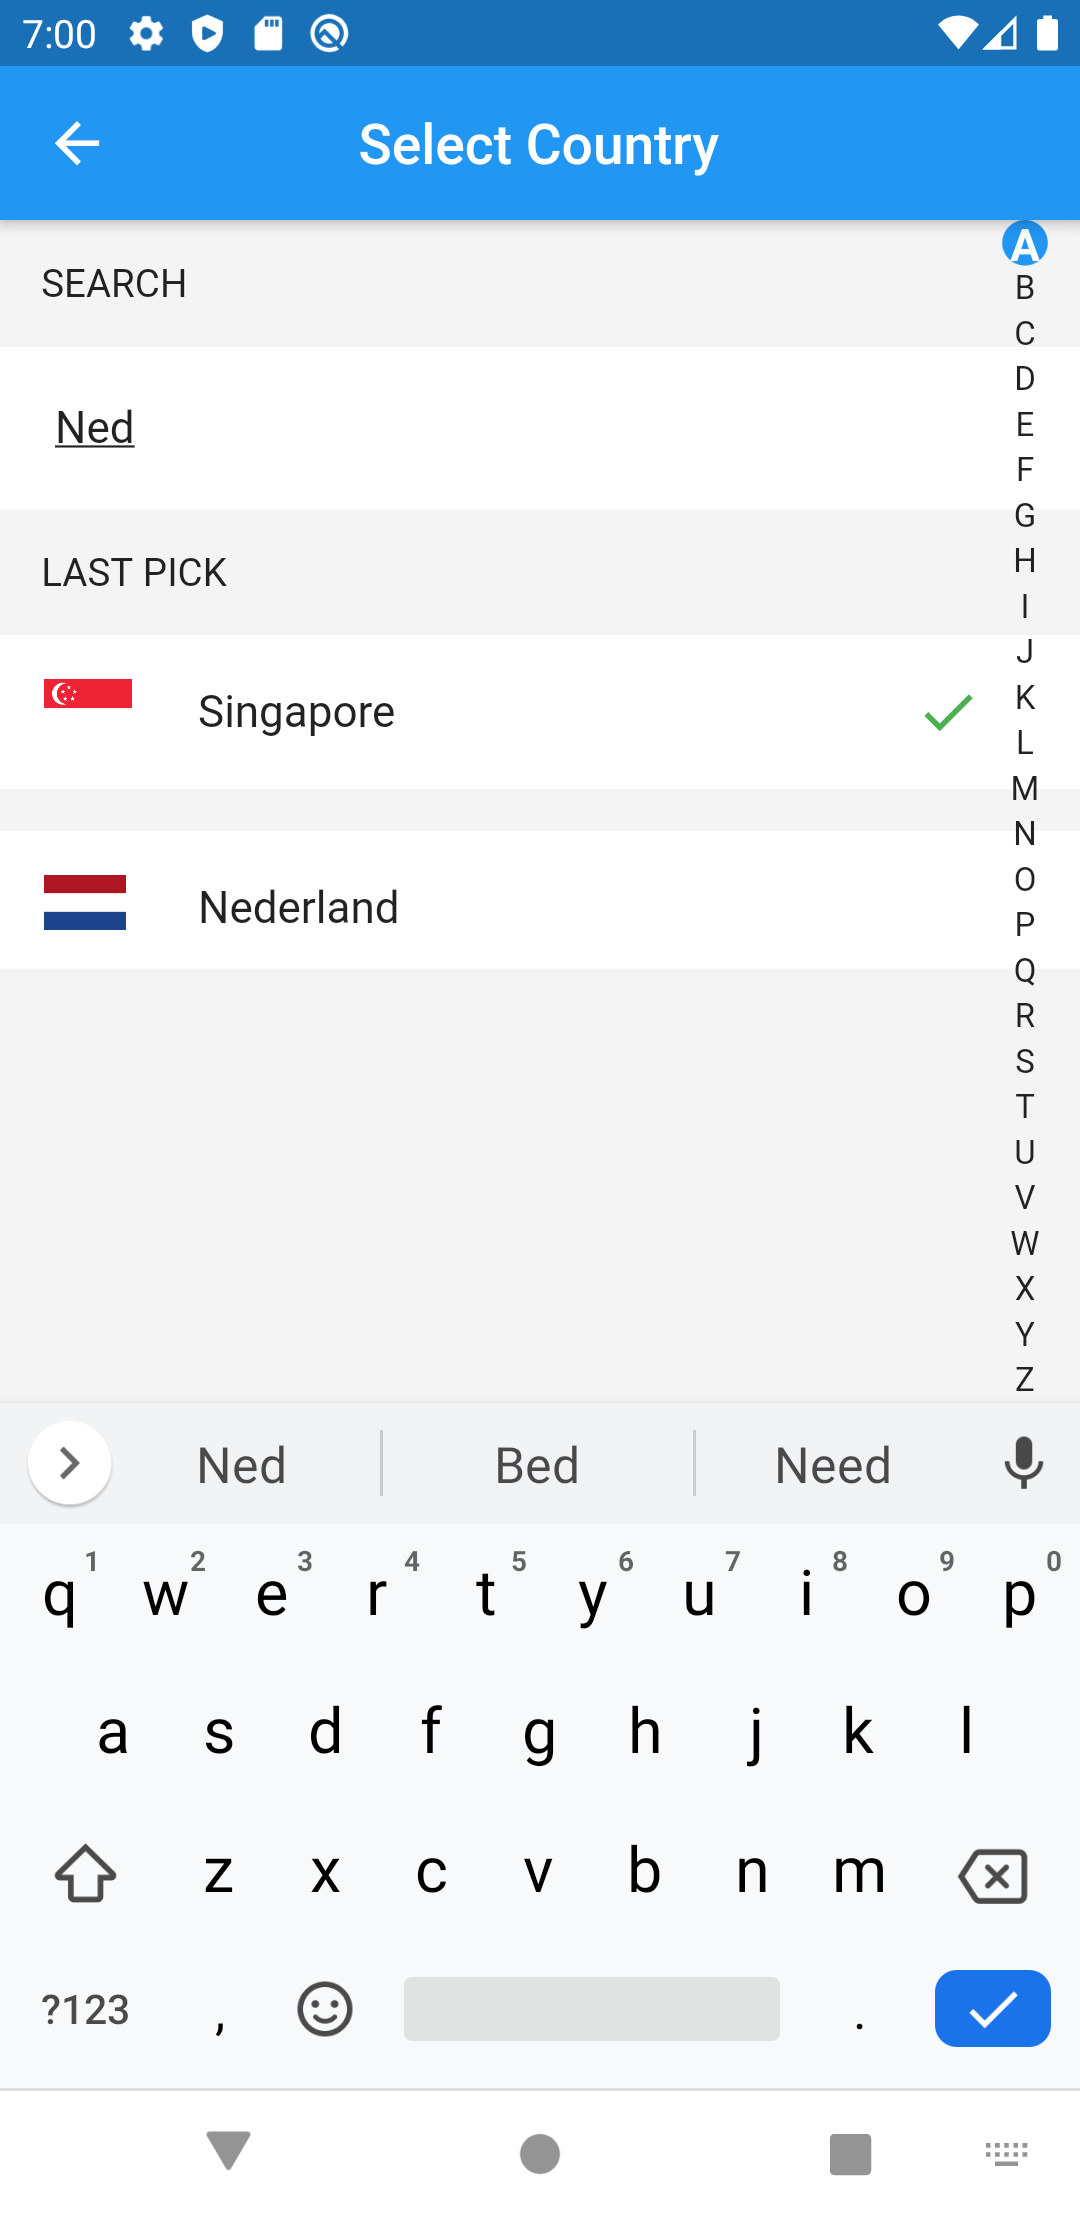 7:00
Select Country
SEARCH
Ned
LAST PICK
Singapore
Nederland
A
B
C
D
E
F
G
H
I
J
K
L
M
N
O
P
Q
R
S
T
U
V
W
X
Y
Z
Ned Bed Need
q 1 w 2 e 3 r 4 t 5 y 6 u 7 i 8 o 9 p 0
a s d f g h j k l
z x c v b n m
?123 , .